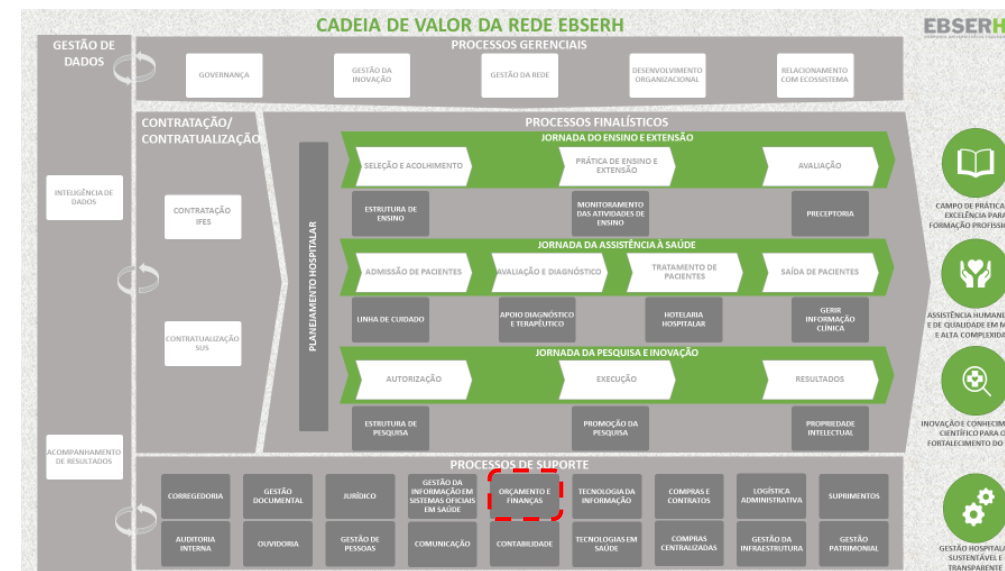 CADEIA DE VALOR DA REDE EBSERH
EBSERH
GESTÃO DE
DADOS
INTELIGÊNCIA DE
DADOS
ACOMPANHAMENTO
DE RESULTADOS
PROCESSOS GERENCIAIS
GOVERNANÇA
GESTÃO DA
INOVAÇÃO
GESTÃO DA REDE
DESENVOLVIMENTO
ORGANIZACIONAL
RELACIONAMENTO
COM ECOSSISTEMA
CONTRATAÇÃO/
CONTRATUALIZAÇÃO
CONTRATAÇÃO
IFES
CONTRATUALIZAÇÃO
SUS
PROCESSOS FINALÍSTICOS
PLANEJAMENTO HOSPITALAR
JORNADA DO ENSINO E EXTENSÃO
SELEÇÃO E ACOLHIMENTO
PRÁTICA DE ENSINO E
EXTENSÃO
AVALIAÇÃO
ESTRUTURA DE
ENSINO
MONITORAMENTO
DAS ATIVIDADES DE
ENSINO
PRECEPTORIA
JORNADA DA ASSISTÊNCIA À SAÚDE
ADMISSÃO DE PACIENTES
AVALIAÇÃO E DIAGNÓSTICO
TRATAMENTO DE
PACIENTES
SAÍDA DE PACIENTES
LINHA DE CUIDADO
APOIO DIAGNÓSTICO
E TERAPÊUTICO
HOTELARIA
HOSPITALAR
GERIR
INFORMAÇÃO
CLÍNICA
JORNADA DA PESQUISA E INOVAÇÃO
AUTORIZAÇÃO
EXECUÇÃO
RESULTADOS
ESTRUTURA DE
PESQUISA
PROMOÇÃO DA
PESQUISA
PROPRIEDADE
INTELECTUAL
PROCESSOS DE SUPORTE
CORREGEDORIA
GESTÃO
DOCUMENTAL
JURÍDICO
GESTÃO DA
INFORMAÇÃO EM
SISTEMAS OFICIAIS
EM SAÚDE
ORÇAMENTO E
FINANÇAS
TECNOLOGIA DA
INFORMAÇÃO
COMPRAS E
CONTRATOS
LOGÍSTICA
ADMINISTRATIVA
SUPRIMENTOS
AUDITORIA
INTERNA
OUVIDORIA
GESTÃO DE
PESSOAS
COMUNICAÇÃO
CONTABILIDADE
TECNOLOGIAS EM
SAÚDE
COMPRAS
CENTRALIZADAS
GESTÃO DA
INFRAESTRUTURA
GESTÃO
PATRIMONIAL
CAMPO DE PRÁTICA
EXCELÊNCIA PARA
FORMAÇÃO PROFISSI
ASSISTÊNCIA HUMANI
E DE QUALIDADE EM M
E ALTA COMPLEXIDA
INOVAÇÃO E CONHECIM
CIENTÍFICO PARA O
FORTALECIMENTO DO
GESTÃO HOSPITALA
SUSTENTÁVEL E
TRANSPARENTE